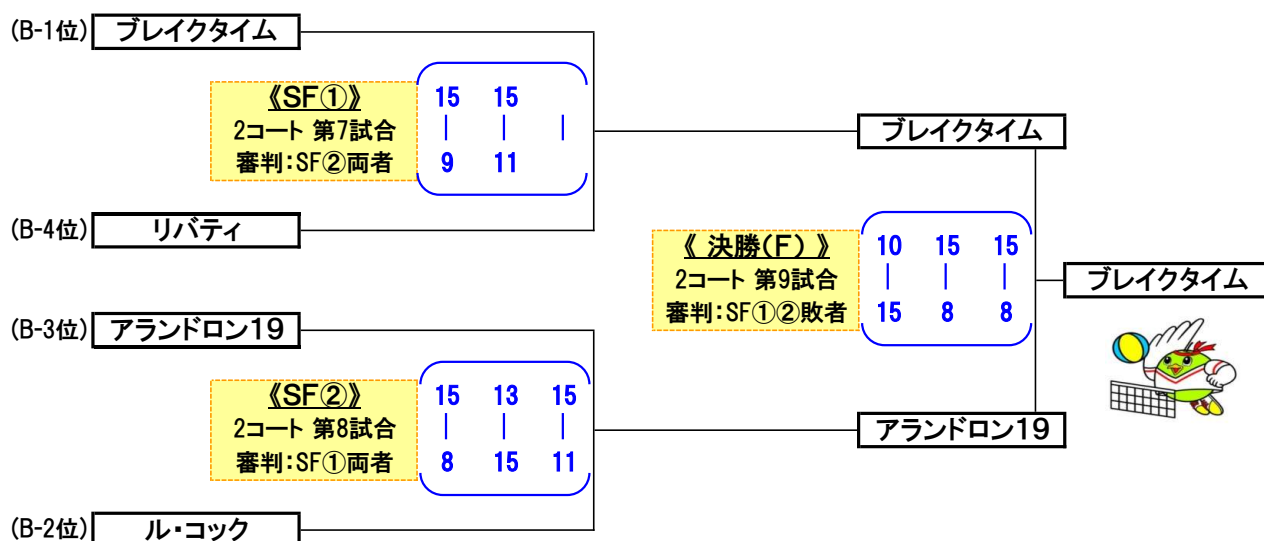 (B-1位) ブレイクタイム
《SF①》
2コート 第7試合
審判：SF②両者
15 15
| | |
9 11
(B-4位) リバティ
ブレイクタイム
(B-3位) アランドロン19
《SF②》
2コート 第8試合
審判：SF①両者
15 13 15
| | |
8 15 11
(B-2位) ル・コック
アランドロン19
《 決勝(F) 》
2コート 第9試合
審判：SF①②敗者
10 15 15
| | |
15 8 8
ブレイクタイム